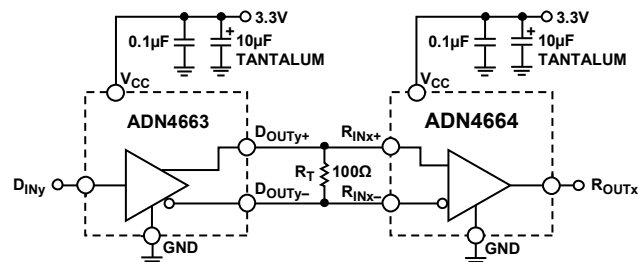 3.3V
0.1µF
+
10µF
TANTALUM
VCC
ADN4663
DINy
DOUTy+
DOUTy–
GND
RT
100Ω
3.3V
0.1µF
+
10µF
TANTALUM
VCC
ADN4664
RINx+
RINx–
ROUTx
GND